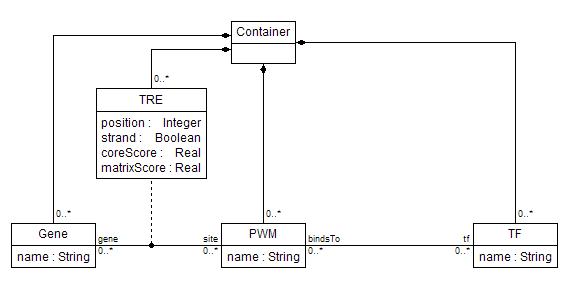 Container
0..*
TRE
position : Integer
strand : Boolean
coreScore : Real
matrixScore : Real
0..*
0..*
0..*
Gene
name : String
gene
0..*
site
0..*
PWM
name : String
bindsTo
0..*
tf
0..*
TF
name : String